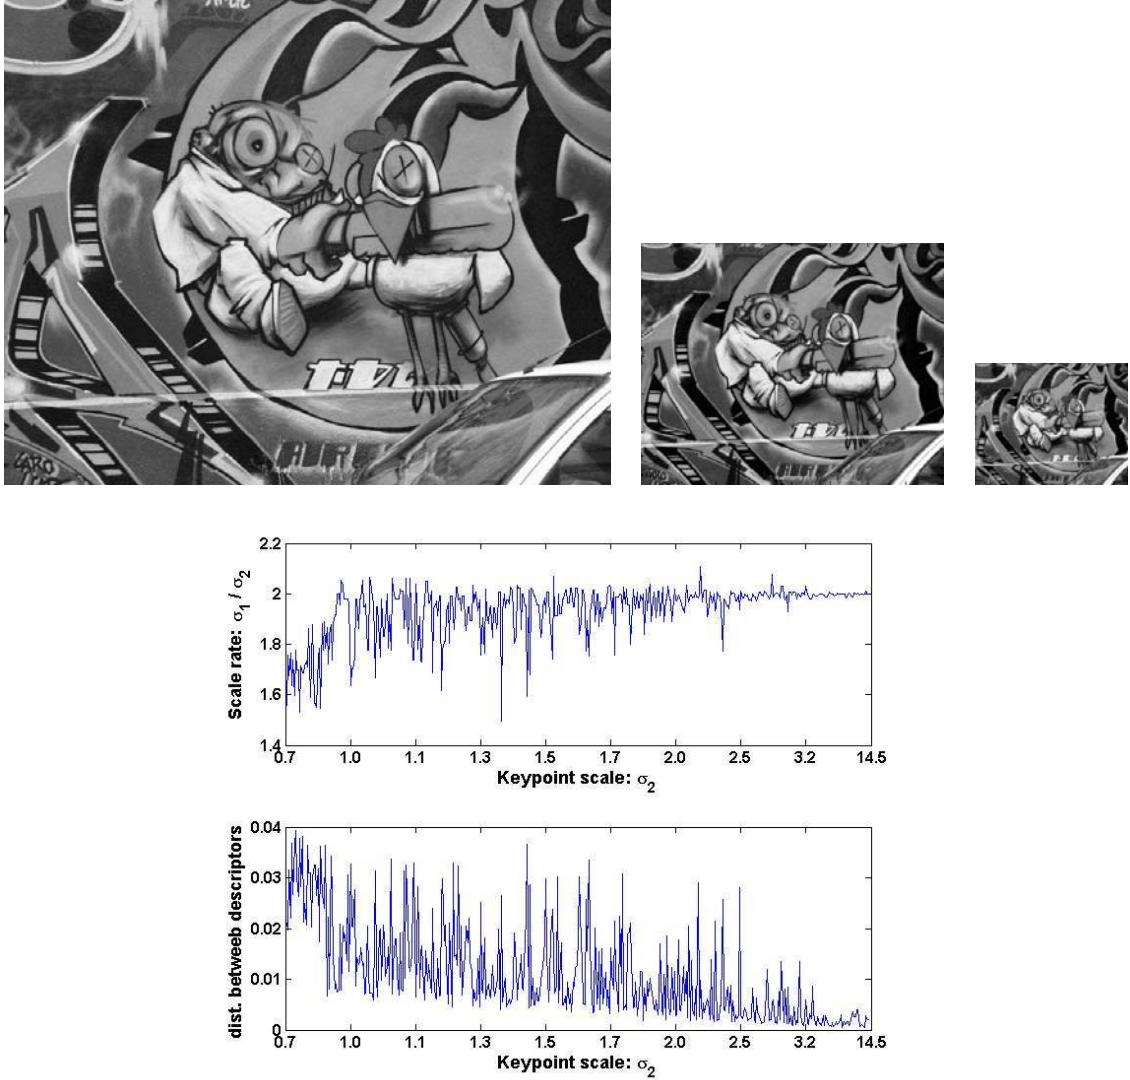 2.2
2
1.8
1.6
1.4
Scale rate: σ1 / σ2
0.7 1.0 1.1 1.3 1.5 1.7 2.0 2.5 3.2 14.5
Keypoint scale: σ2
0.04
0.03
0.02
0.01
0
dist. betweeb descriptors
0.7 1.0 1.1 1.3 1.5 1.7 2.0 2.5 3.2 14.5
Keypoint scale: σ2